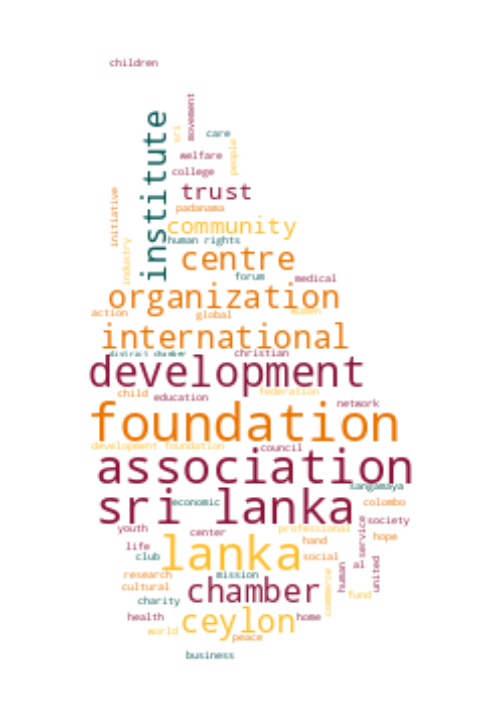 children
movement
sri
care
institute
welfare
people
college
trust
initiative
padanama
community
industry
human rights
centre
forum
medical
organization
action
global
women
international
district chamber
christian
development
child
education
federation
network
foundation
development foundation
council
association
sangamaya
sri lanka
economic
colombo
youth
center
professional
service
society
hope
life
club
lanka
hand
social
al
united
research
mission
human
cultural
chamber
commerce
fund
charity
health
ceylon
home
world
peace
business